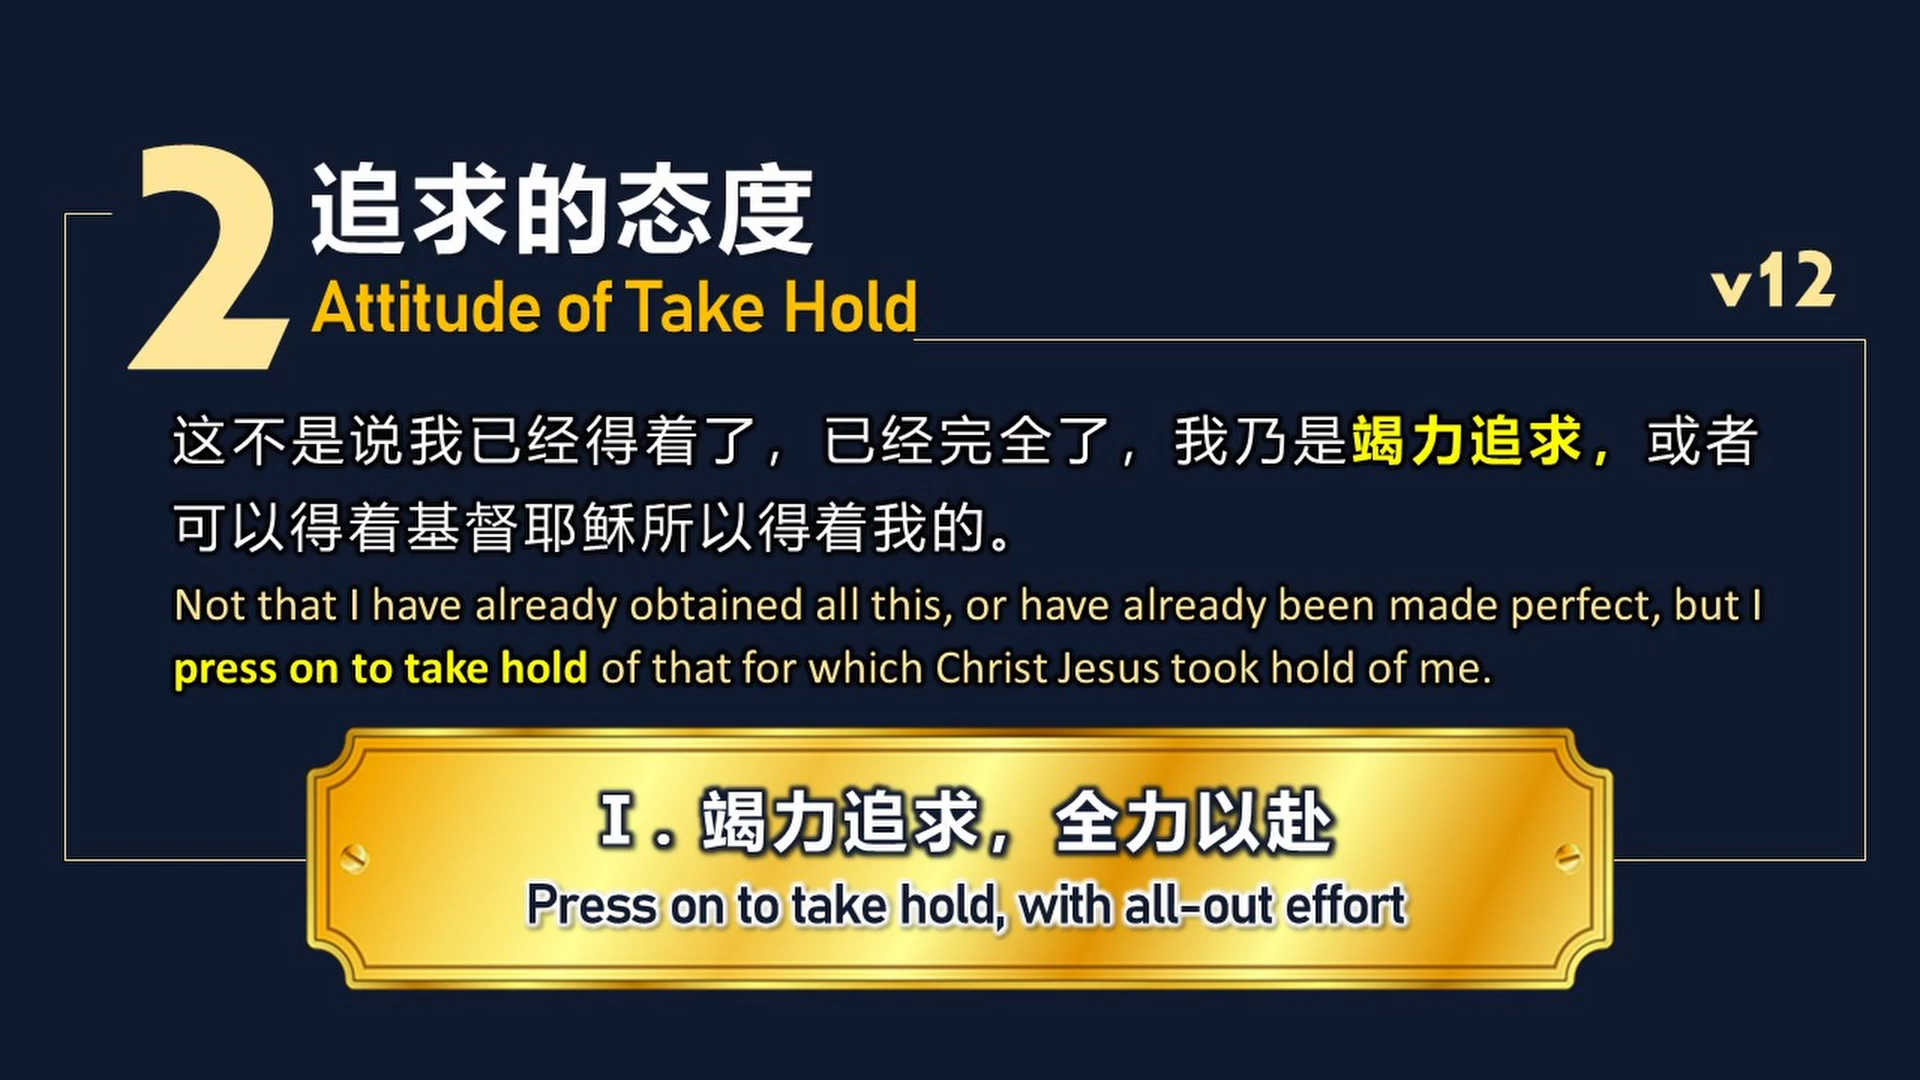 2
追求的态度
Attitude of Take Hold
v12
这不是说我已经得着了，已经完全了，我乃是竭力追求，或者
可以得着基督耶稣所以得着我的。
Not that I have already obtained all this, or have already been made perfect, but I
press on to take hold of that for which Christ Jesus took hold of me.
I. 竭力追求，全力以赴
Press on to take hold, with all-out effort